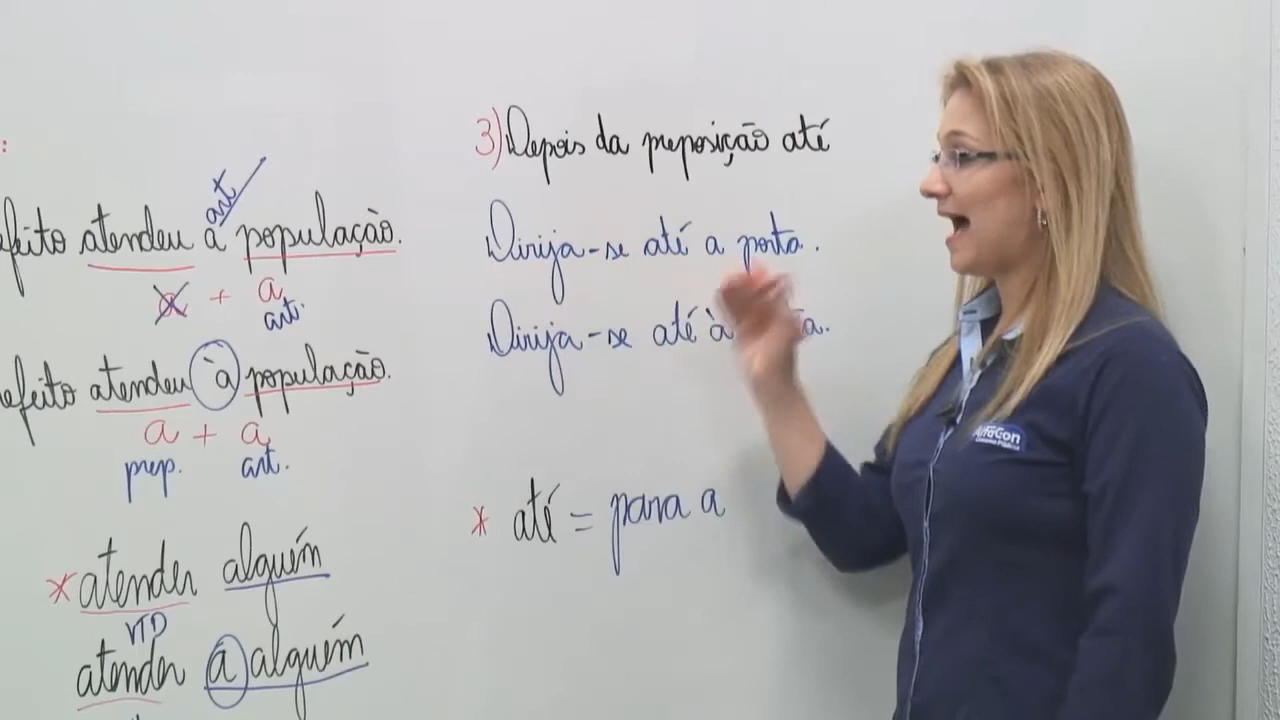 :
art
efeito atendeu a população.
a + a
art.
efeito atendeu à população.
a + a
prep. art.
* atender alguém
VTD
atender a alguém
3) Depois da preposição até
Dirija-se até a porta.
Dirija-se até à
* até = para a
AlfaCon